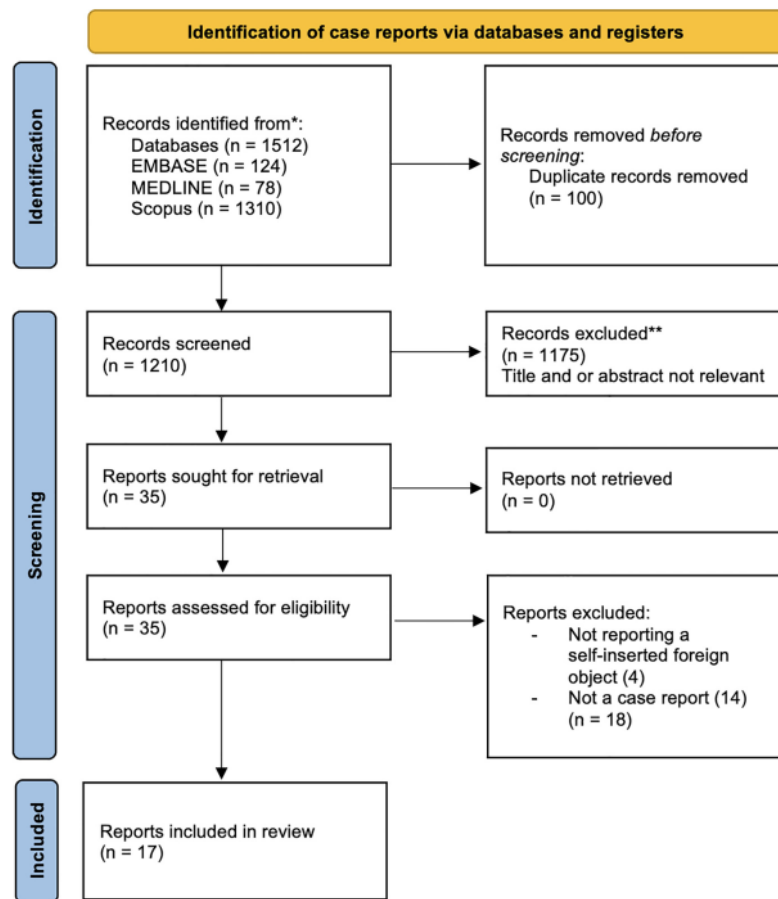 Identification of case reports via databases and registers
Identification
Records identified from*:
Databases (n = 1512)
EMBASE (n = 124)
MEDLINE (n = 78)
Scopus (n = 1310)
Records removed before
screening:
Duplicate records removed
(n = 100)
Screening
Records screened
(n = 1210)
Records excluded**
(n = 1175)
Title and or abstract not relevant
Reports sought for retrieval
(n = 35)
Reports not retrieved
(n = 0)
Reports assessed for eligibility
(n = 35)
Reports excluded:
- Not reporting a
self-inserted foreign
object (4)
- Not a case report (14)
(n = 18)
Included
Reports included in review
(n = 17)